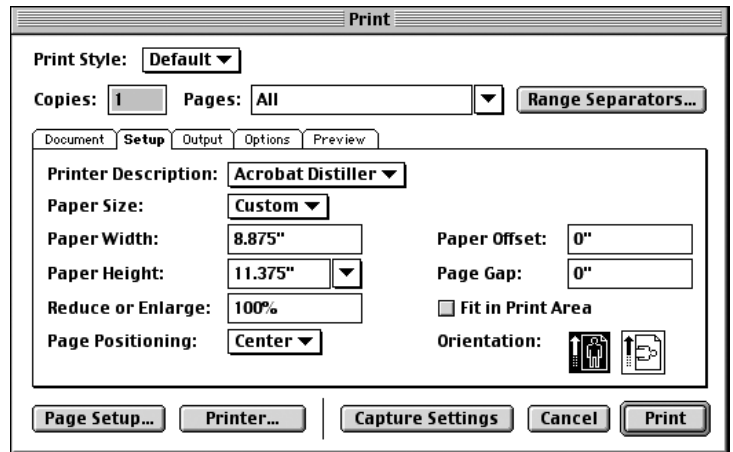 Print
Print Style: Default
Copies: 1 Pages: All Range Separators...
Document Setup Output Options Preview
Printer Description: Acrobat Distiller
Paper Size: Custom
Paper Width: 8.875" Paper Offset: 0"
Paper Height: 11.375" Page Gap: 0"
Reduce or Enlarge: 100% Fit in Print Area
Page Positioning: Center Orientation:
Page Setup... Printer... Capture Settings Cancel Print